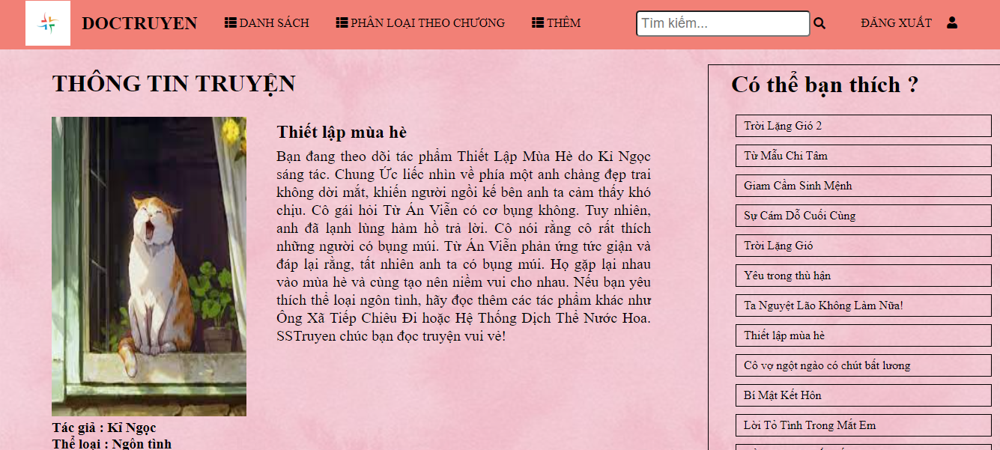 DOCTRUYEN
DANH SÁCH
PHÂN LOẠI THEO CHƯƠNG
THÊM
Tìm kiếm...
ĐĂNG XUẤT
THÔNG TIN TRUYỆN
Thiết lập mùa hè
Bạn đang theo dõi tác phẩm Thiết Lập Mùa Hè do Kỉ Ngọc
sáng tác. Chung Ức liếc nhìn về phía một anh chàng đẹp trai
không dời mắt, khiến người ngồi kế bên anh ta cảm thấy khó
chịu. Cô gái hỏi Từ Án Viễn có cơ bụng không. Tuy nhiên,
anh đã lạnh lùng hàm hồ trả lời. Cô nói rằng cô rất thích
những người có bụng múi. Từ Án Viễn phản ứng tức giận và
đáp lại rằng, tất nhiên anh ta có bụng múi. Họ gặp lại nhau
vào mùa hè và cùng tạo nên niềm vui cho nhau. Nếu bạn yêu
thích thể loại ngôn tình, hãy đọc thêm các tác phẩm khác như
Ông Xã Tiếp Chiêu Đi hoặc Hệ Thống Dịch Thể Nước Hoa.
SSTruyen chúc bạn đọc truyện vui vẻ!
Tác giả : Kỉ Ngọc
Thể loại : Ngôn tình
Có thể bạn thích ?
Trời Lặng Gió 2
Từ Mẫu Chi Tâm
Giam Cầm Sinh Mệnh
Sự Cám Dỗ Cuối Cùng
Trời Lặng Gió
Yêu trong thù hận
Ta Nguyệt Lão Không Làm Nữa!
Thiết lập mùa hè
Cô vợ ngột ngào có chút bất lương
Bí Mật Kết Hôn
Lời Tỏ Tình Trong Mắt Em